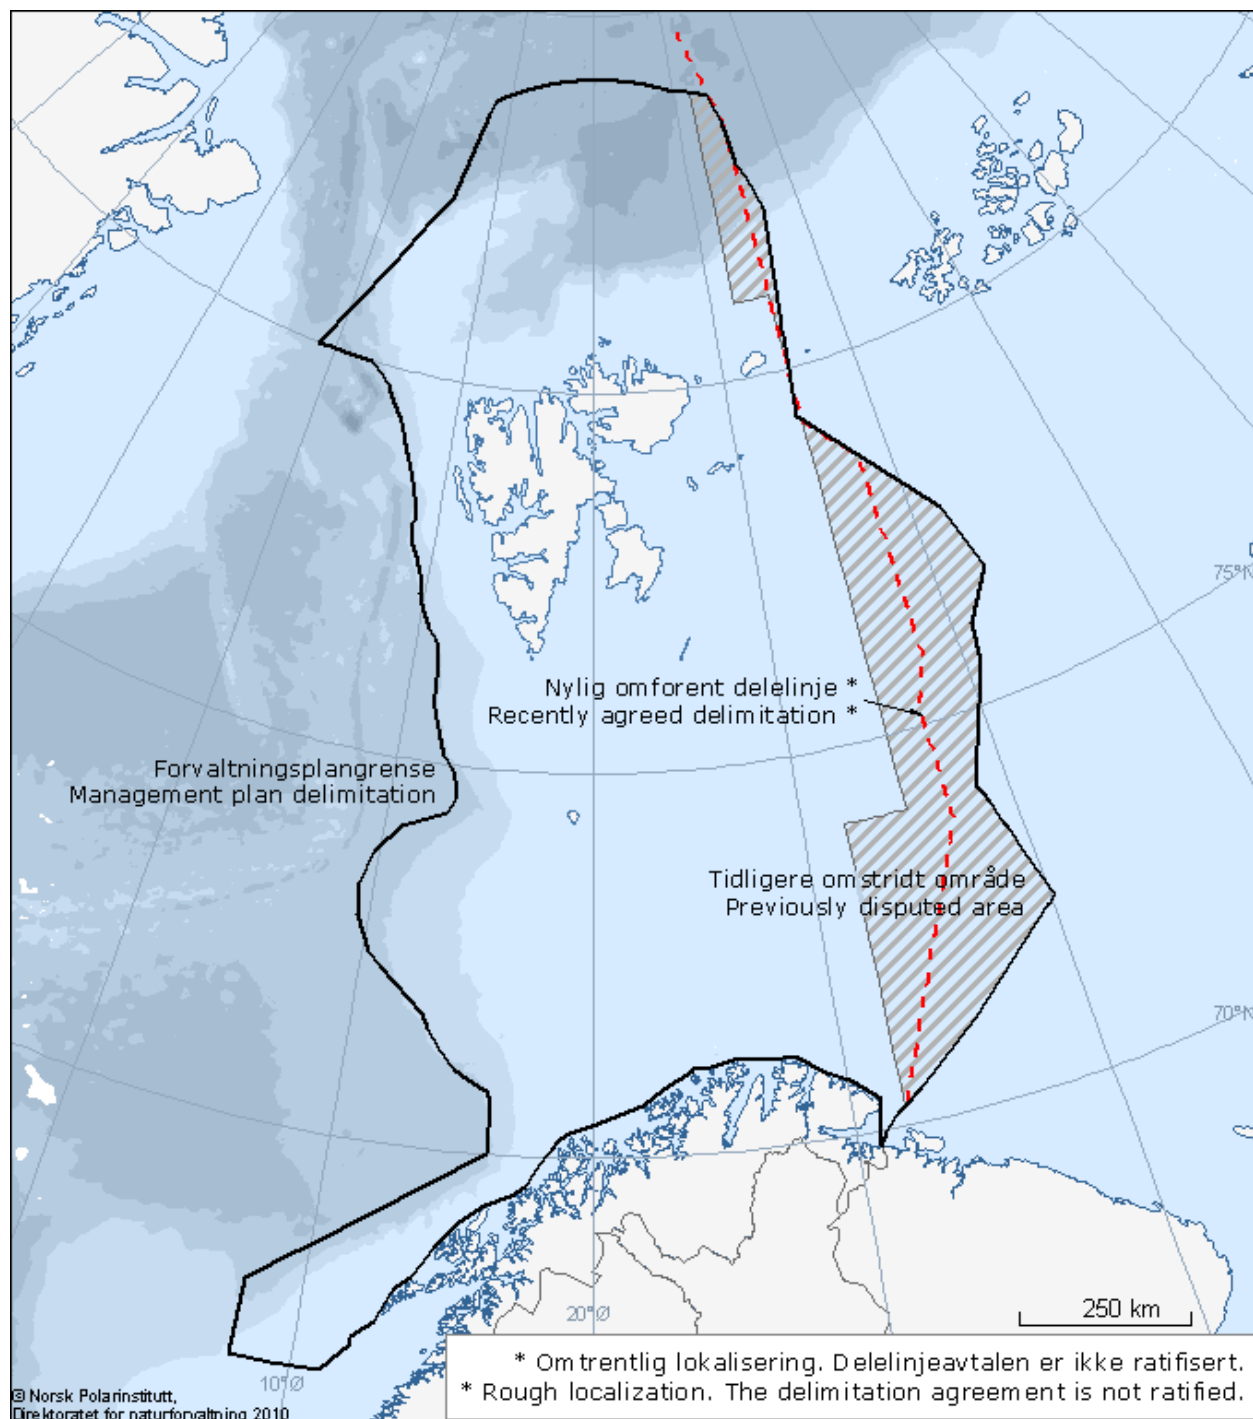 75°N
Nylig omforent delelinje *
Recently agreed delimitation *
Forvaltningsplangrense
Management plan delimitation
Tidligere omstridt område
Previously disputed area
70°N
250 km
20°Ø
* Omtrentlig lokalisering. Delelinjeavtalen er ikke ratifisert.
* Rough localization. The delimitation agreement is not ratified.
10°Ø
© Norsk Polarinstitutt,
Direktoratet for naturforvaltning 2010